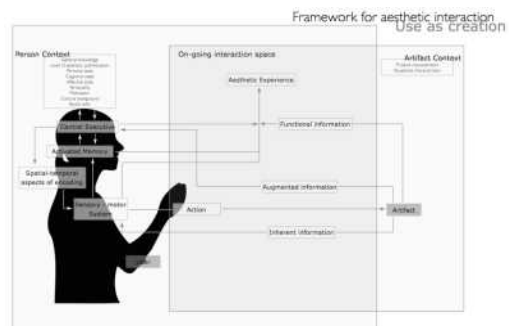 Framework for aesthetic interaction
Use as creation
Person Context
On-going interaction space
Artifact Context
Aesthetic Experience
Central Executive
Functional Information
Activated Memory
Spatial-temporal
aspects of encoding
Augmented information
Sensory - motor
System
Action
Artifact
Inherent Information